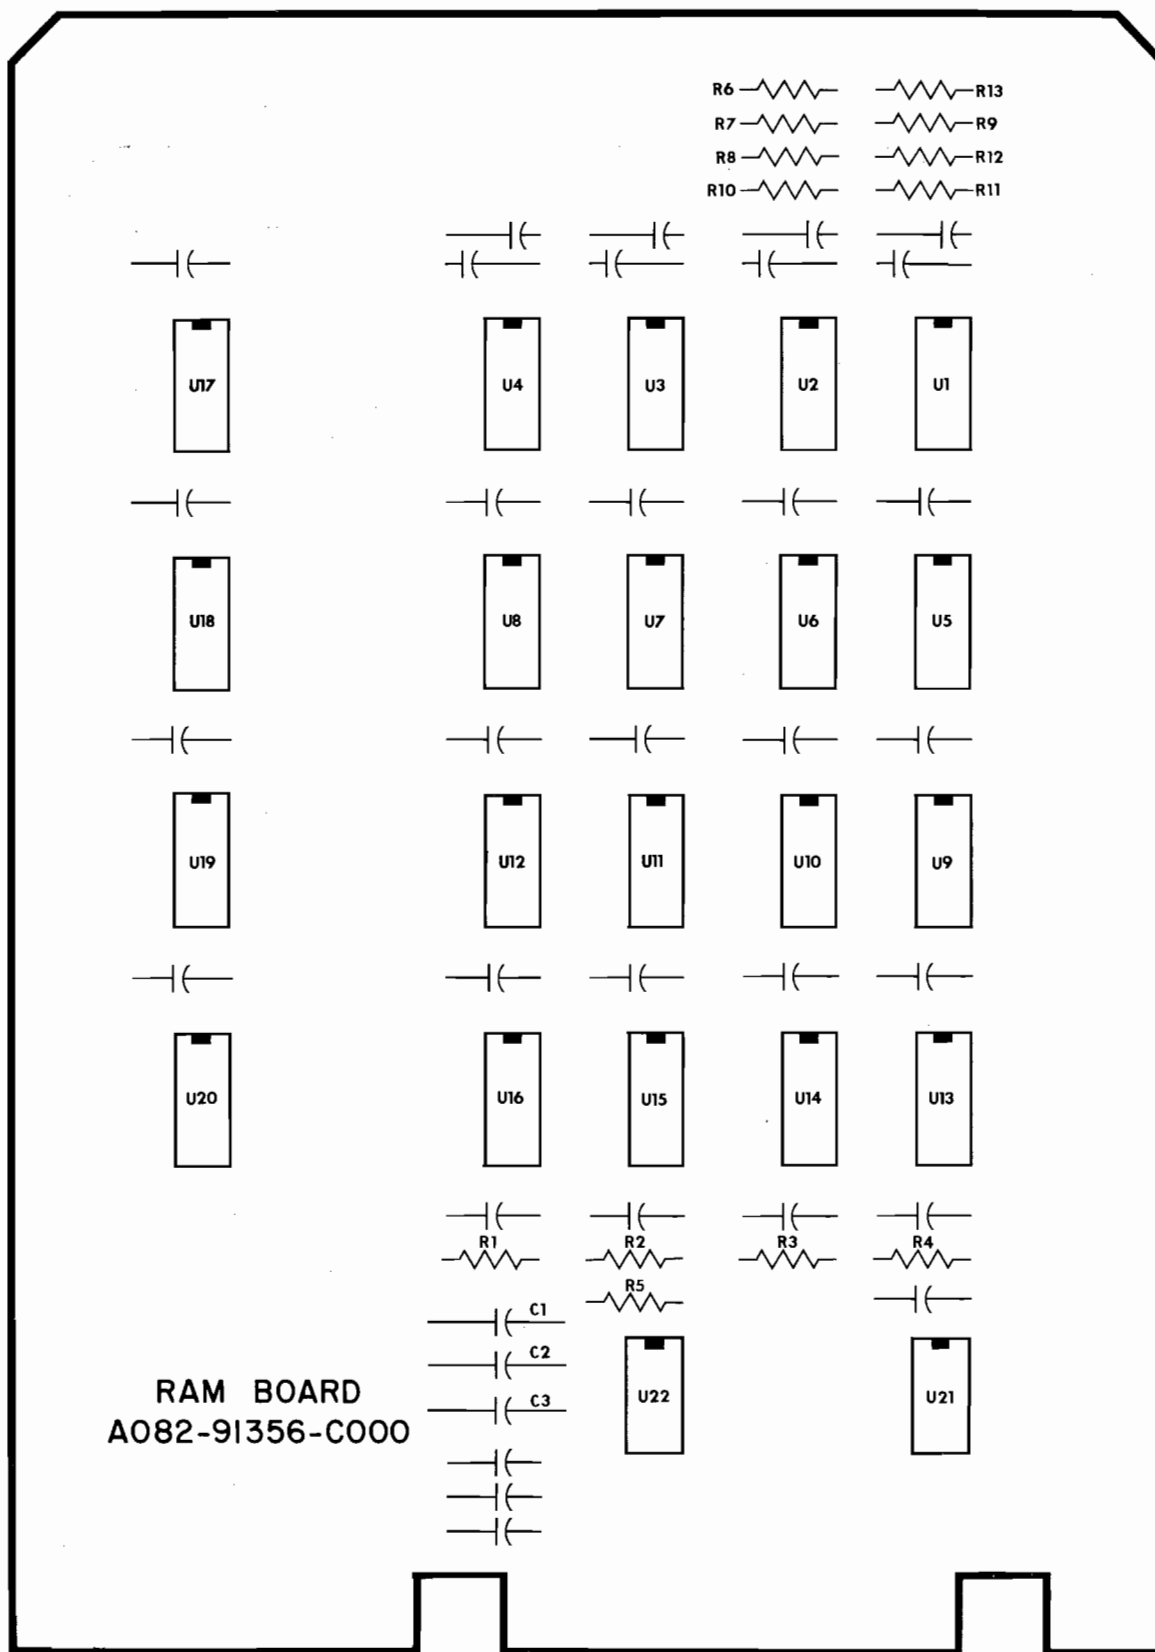 R6 R13
R7 R9
R8 R12
R10 R11
U17 U4 U3 U2 U1
U18 U8 U7 U6 U5
U19 U12 U11 U10 U9
U20 U16 U15 U14 U13
R1 R2 R3 R4
R5
C1
C2
C3
U22 U21
RAM BOARD
A082-91356-C000